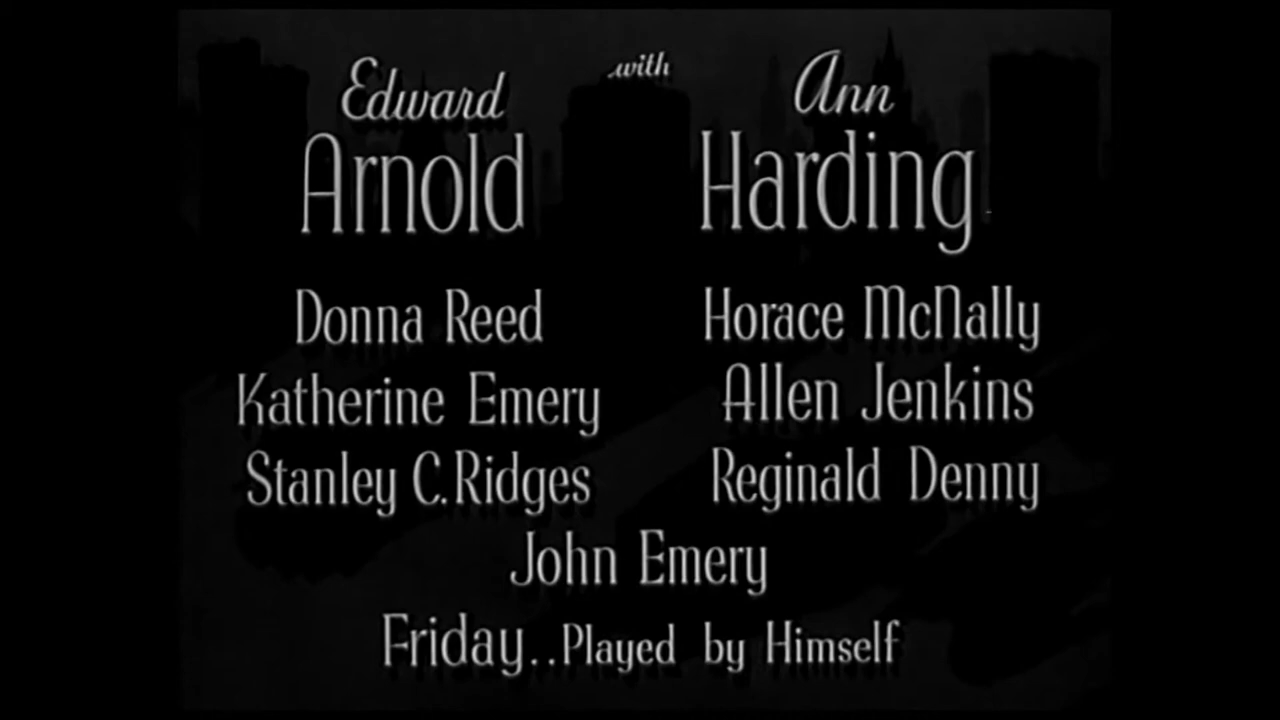 with
Edward Ann
Arnold Harding
Donna Reed Horace McNally
Katherine Emery Allen Jenkins
Stanley C. Ridges Reginald Denny
John Emery
Friday..Played by Himself